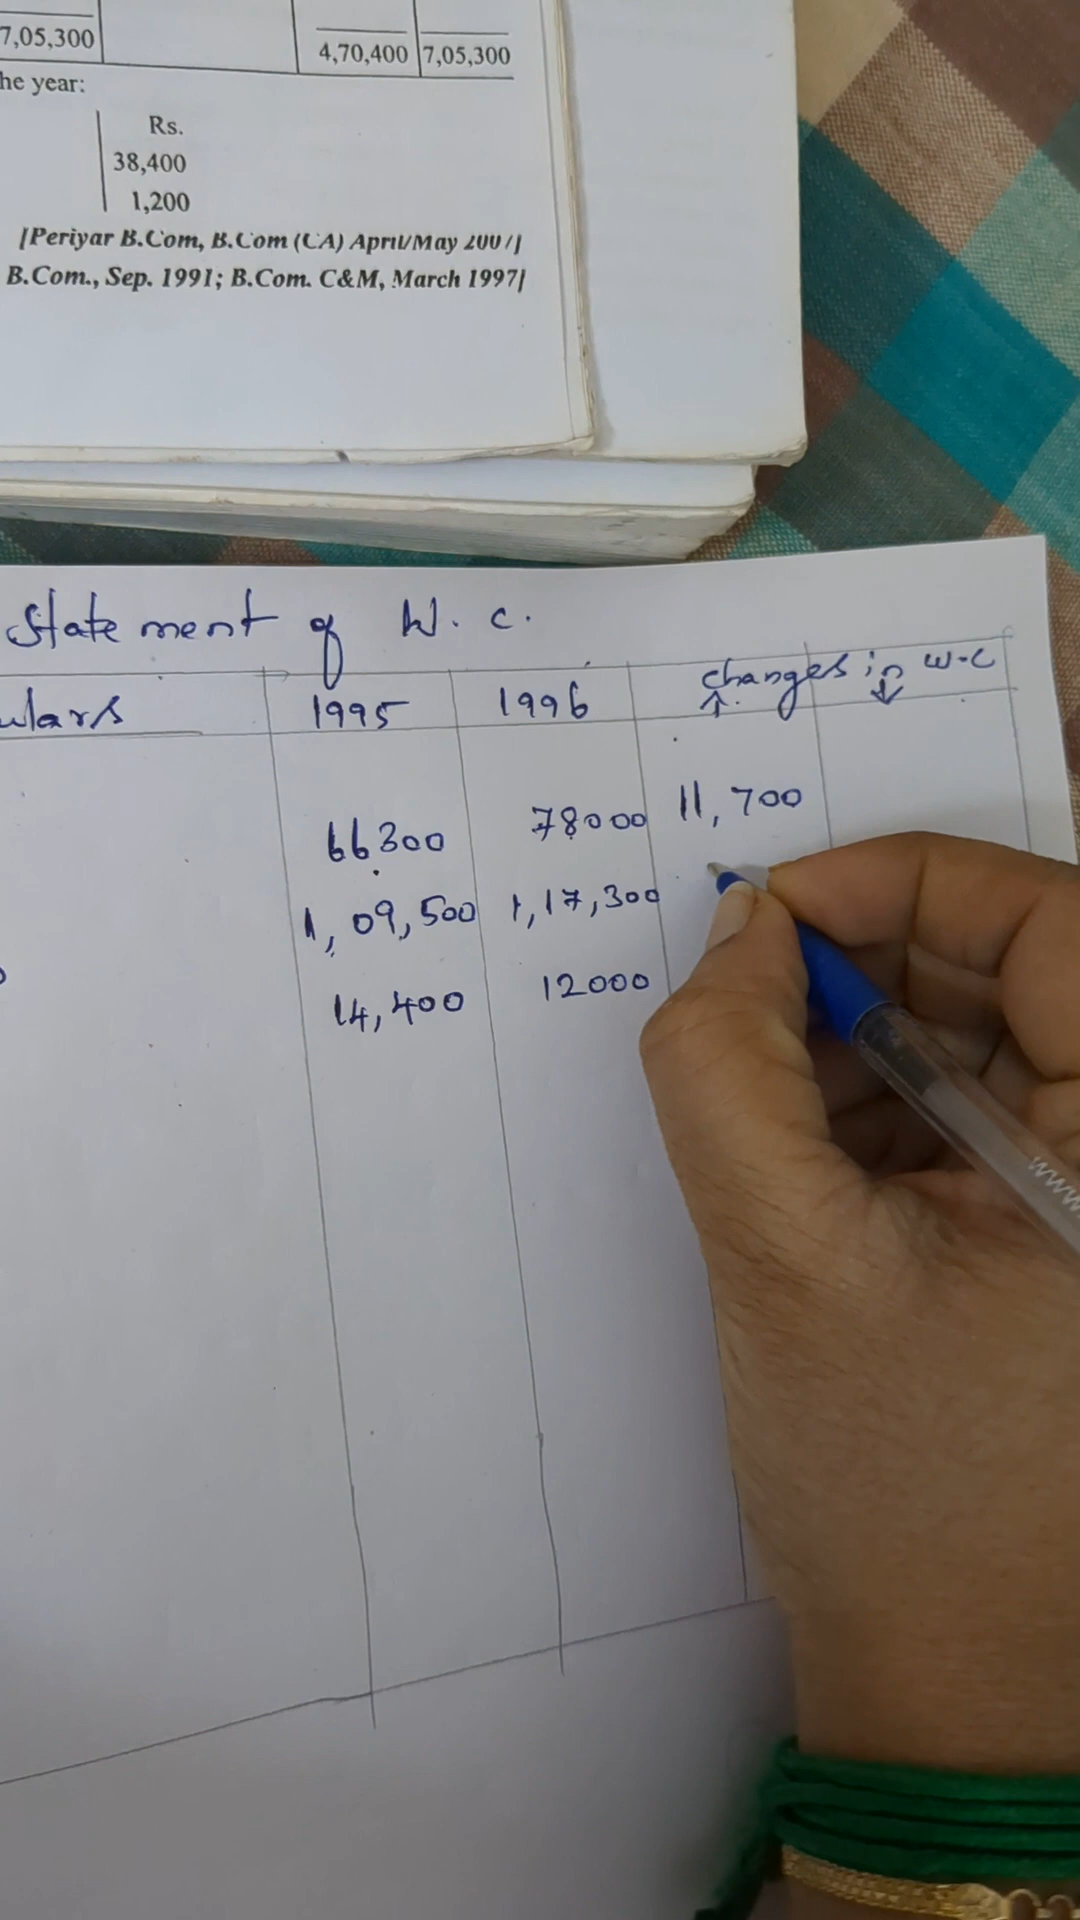 7,05,300 4,70,400 7,05,300
he year:
Rs.
38,400
1,200
[Periyar B.Com, B.Com (CA) April/May 2007]
B.Com., Sep. 1991; B.Com. C&M, March 1997]
Statement of W.C.
ulars 1995 1996 changes in W.C
↑ ↓
66300 78000 11,700
1,09,500 1,17,300
14,400 12000
www